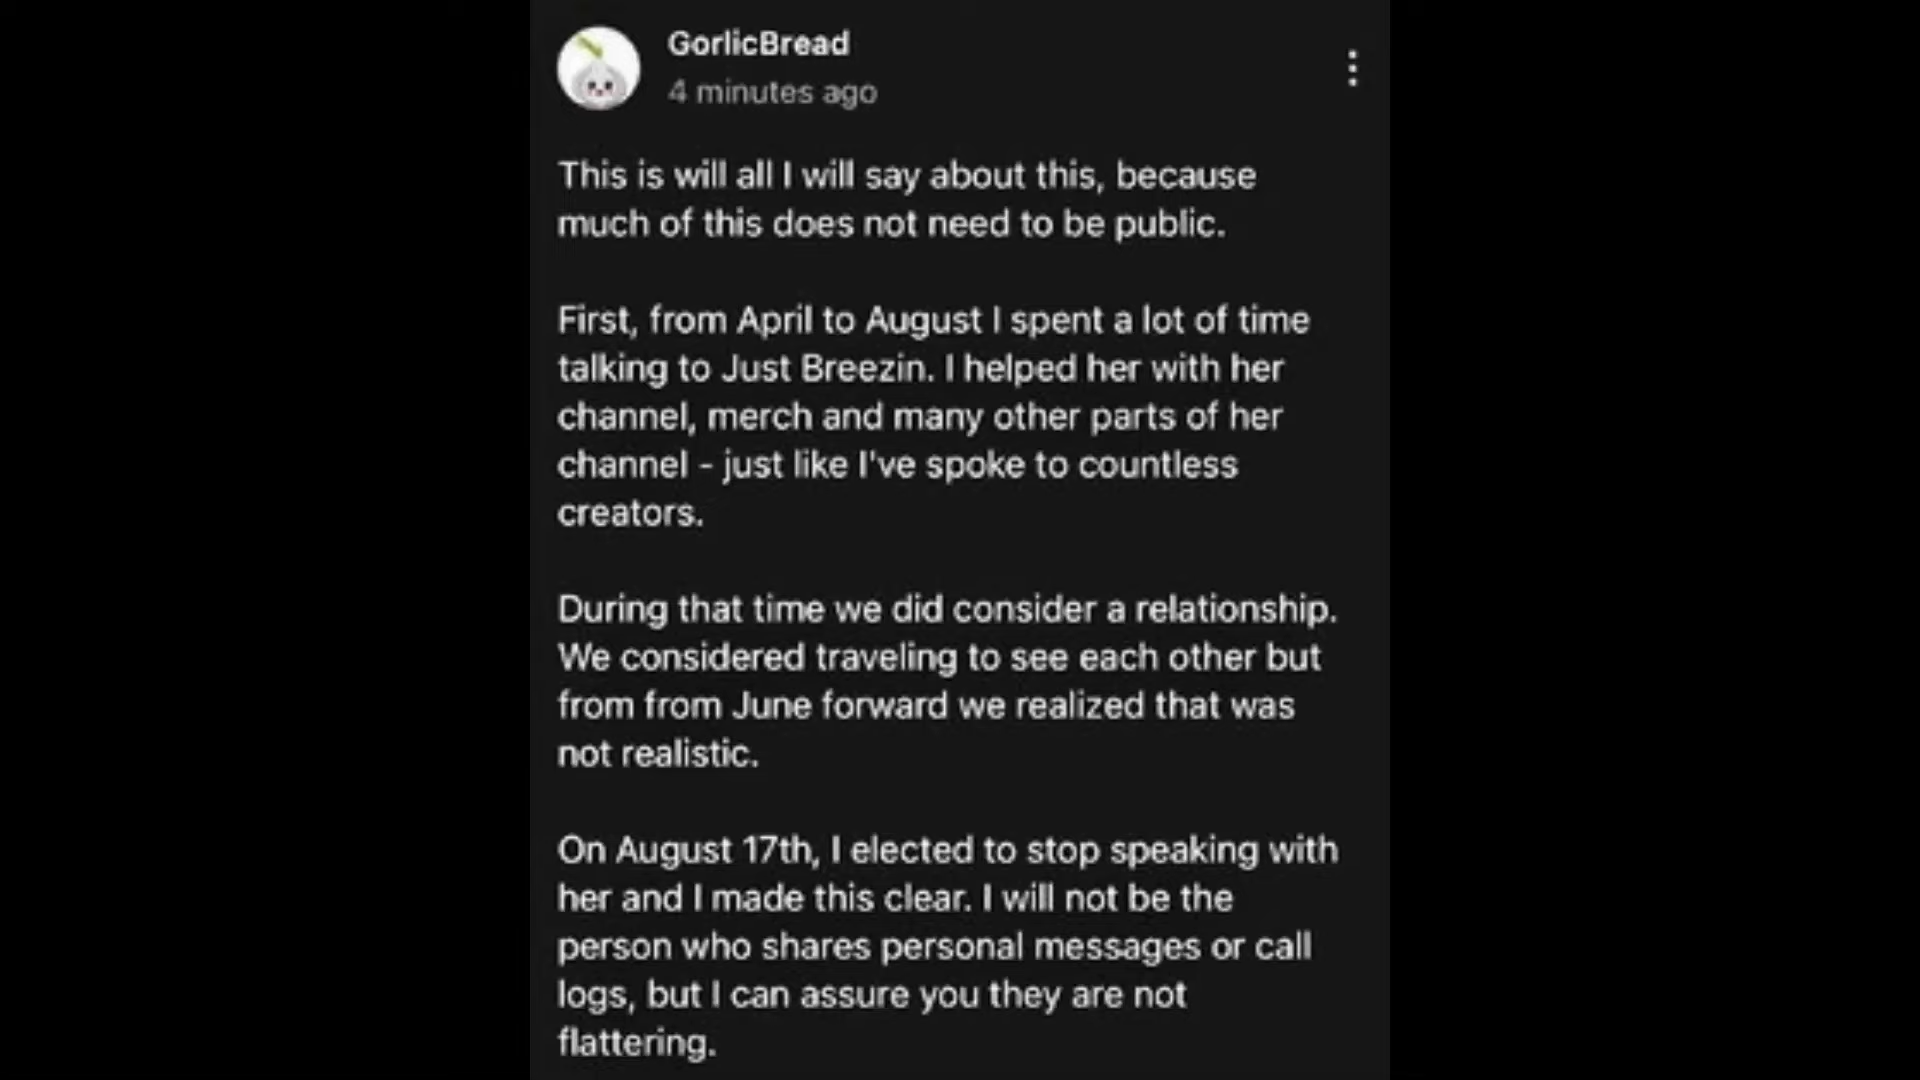 GorlicBread
4 minutes ago
This is will all I will say about this, because
much of this does not need to be public.
First, from April to August I spent a lot of time
talking to Just Breezin. I helped her with her
channel, merch and many other parts of her
channel - just like I've spoke to countless
creators.
During that time we did consider a relationship.
We considered traveling to see each other but
from from June forward we realized that was
not realistic.
On August 17th, I elected to stop speaking with
her and I made this clear. I will not be the
person who shares personal messages or call
logs, but I can assure you they are not
flattering.